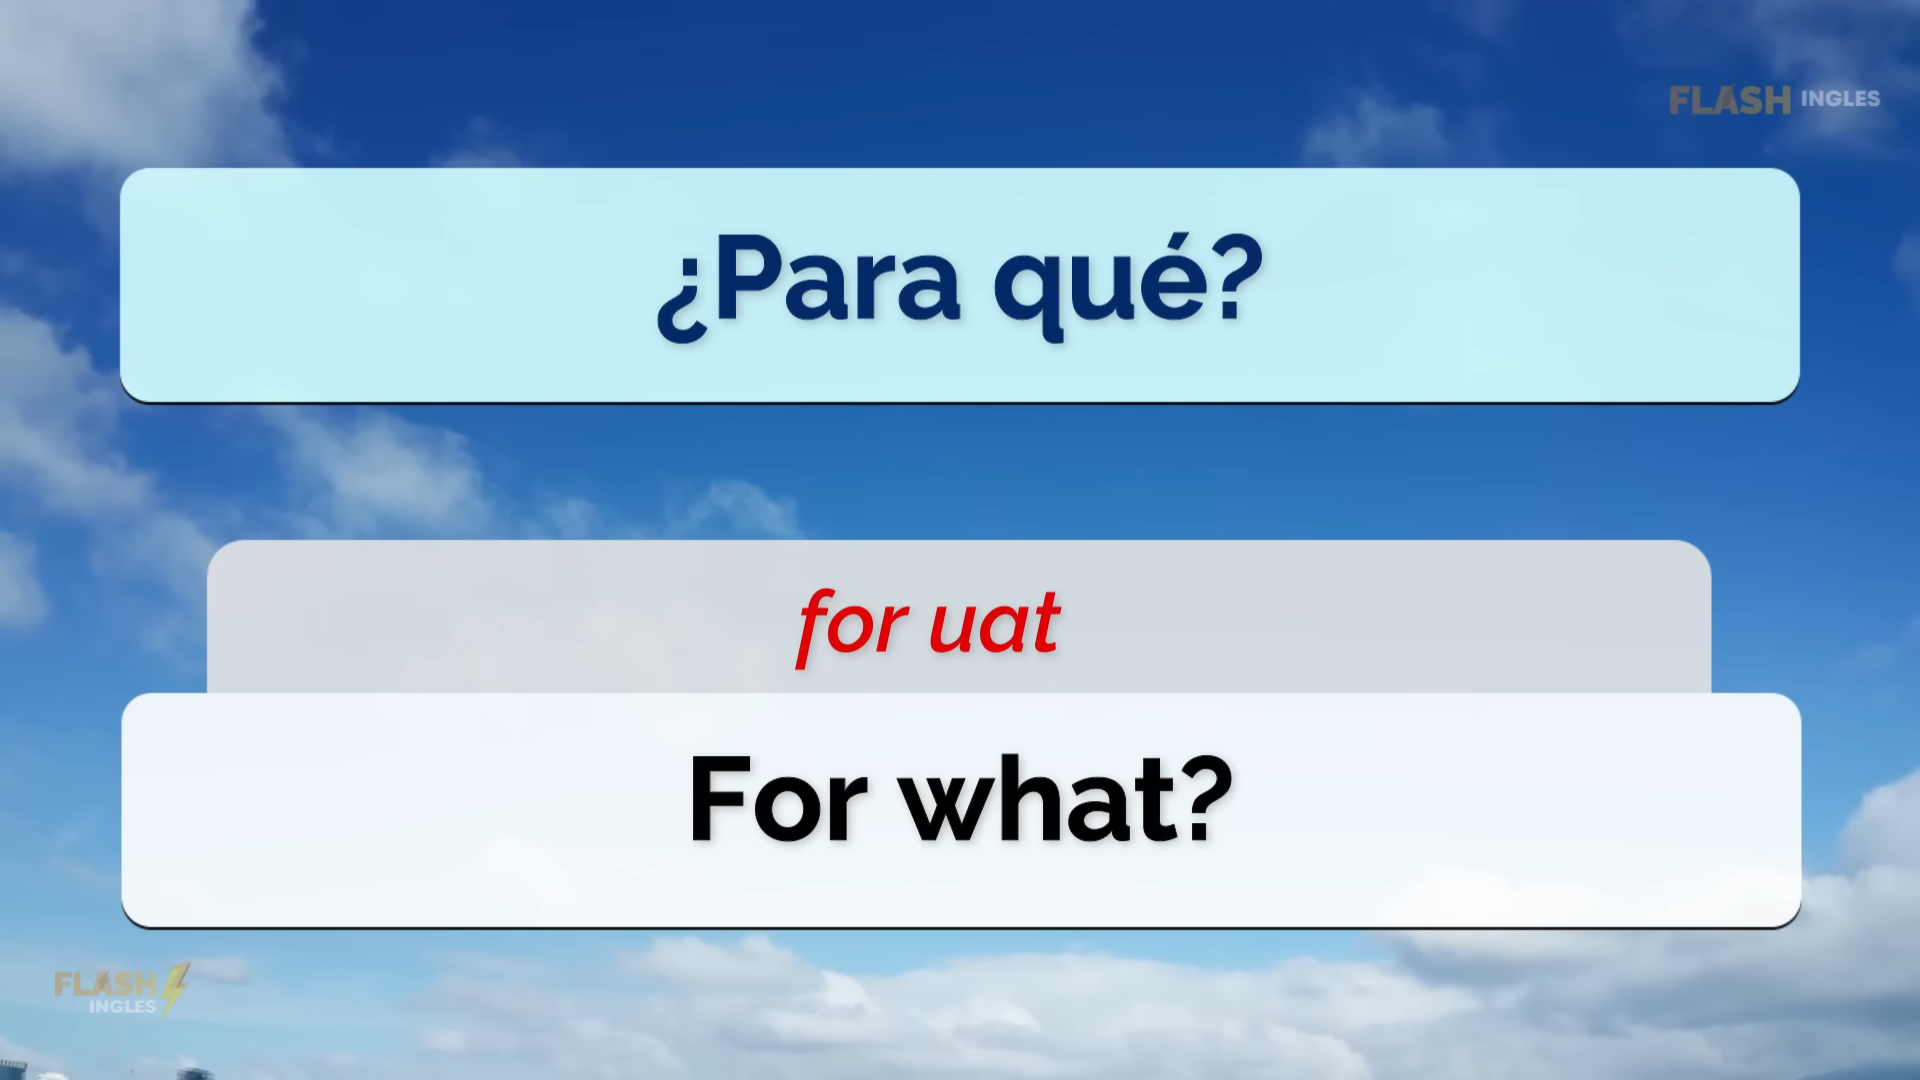 FLASH INGLES
¿Para qué?
for uat
For what?
FLASH
INGLES